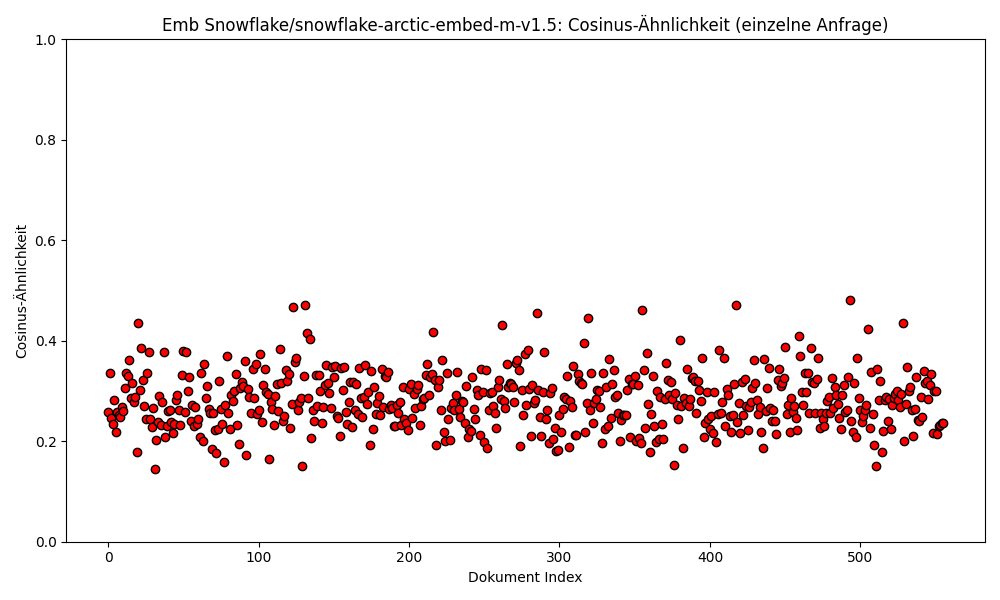 Emb Snowflake/snowflake-arctic-embed-m-v1.5: Cosinus-Ähnlichkeit (einzelne Anfrage)
1.0
0.8
0.6
0.4
0.2
0.0
Cosinus-Ähnlichkeit
0 100 200 300 400 500
Dokument Index